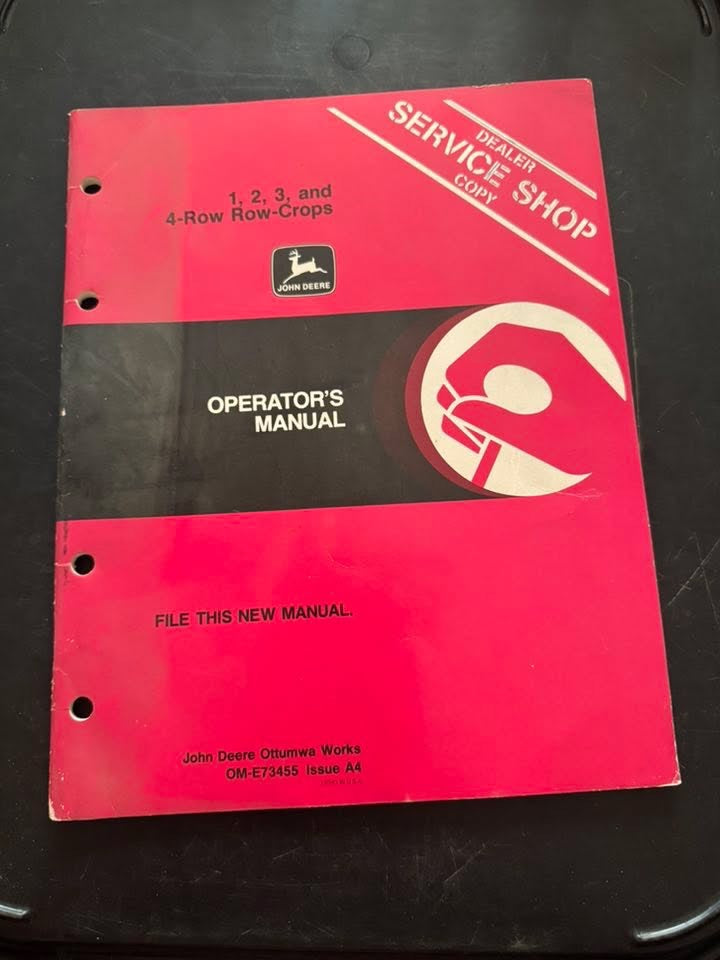 DEALER
SERVICE SHOP
COPY
1, 2, 3, and
4-Row Row-Crops
JOHN DEERE
OPERATOR'S
MANUAL
FILE THIS NEW MANUAL.
John Deere Ottumwa Works
OM-E73455 Issue A4